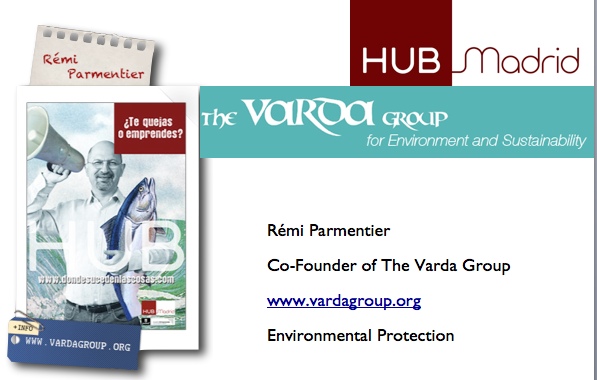 Rémi
Parmentier
HUB Madrid
THE VARDA GROUP
for Environment and Sustainability
¿Te quejas
o emprendes?
HUB
www.dondesucedenlascosas.com
HUB Madrid
+INFO
WWW.VARDAGROUP.ORG
Rémi Parmentier
Co-Founder of The Varda Group
www.vardagroup.org
Environmental Protection